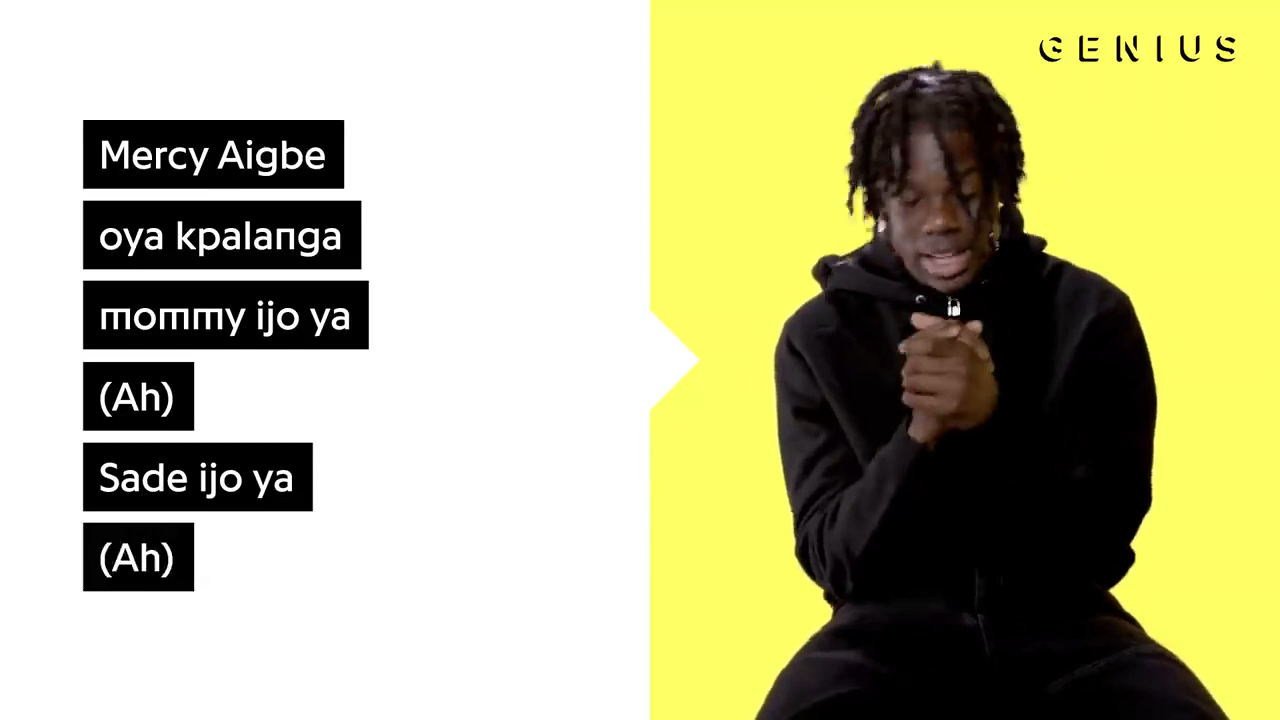 GENIUS
Mercy Aigbe
oya kpalanga
mommy ijo ya
(Ah)
Sade ijo ya
(Ah)